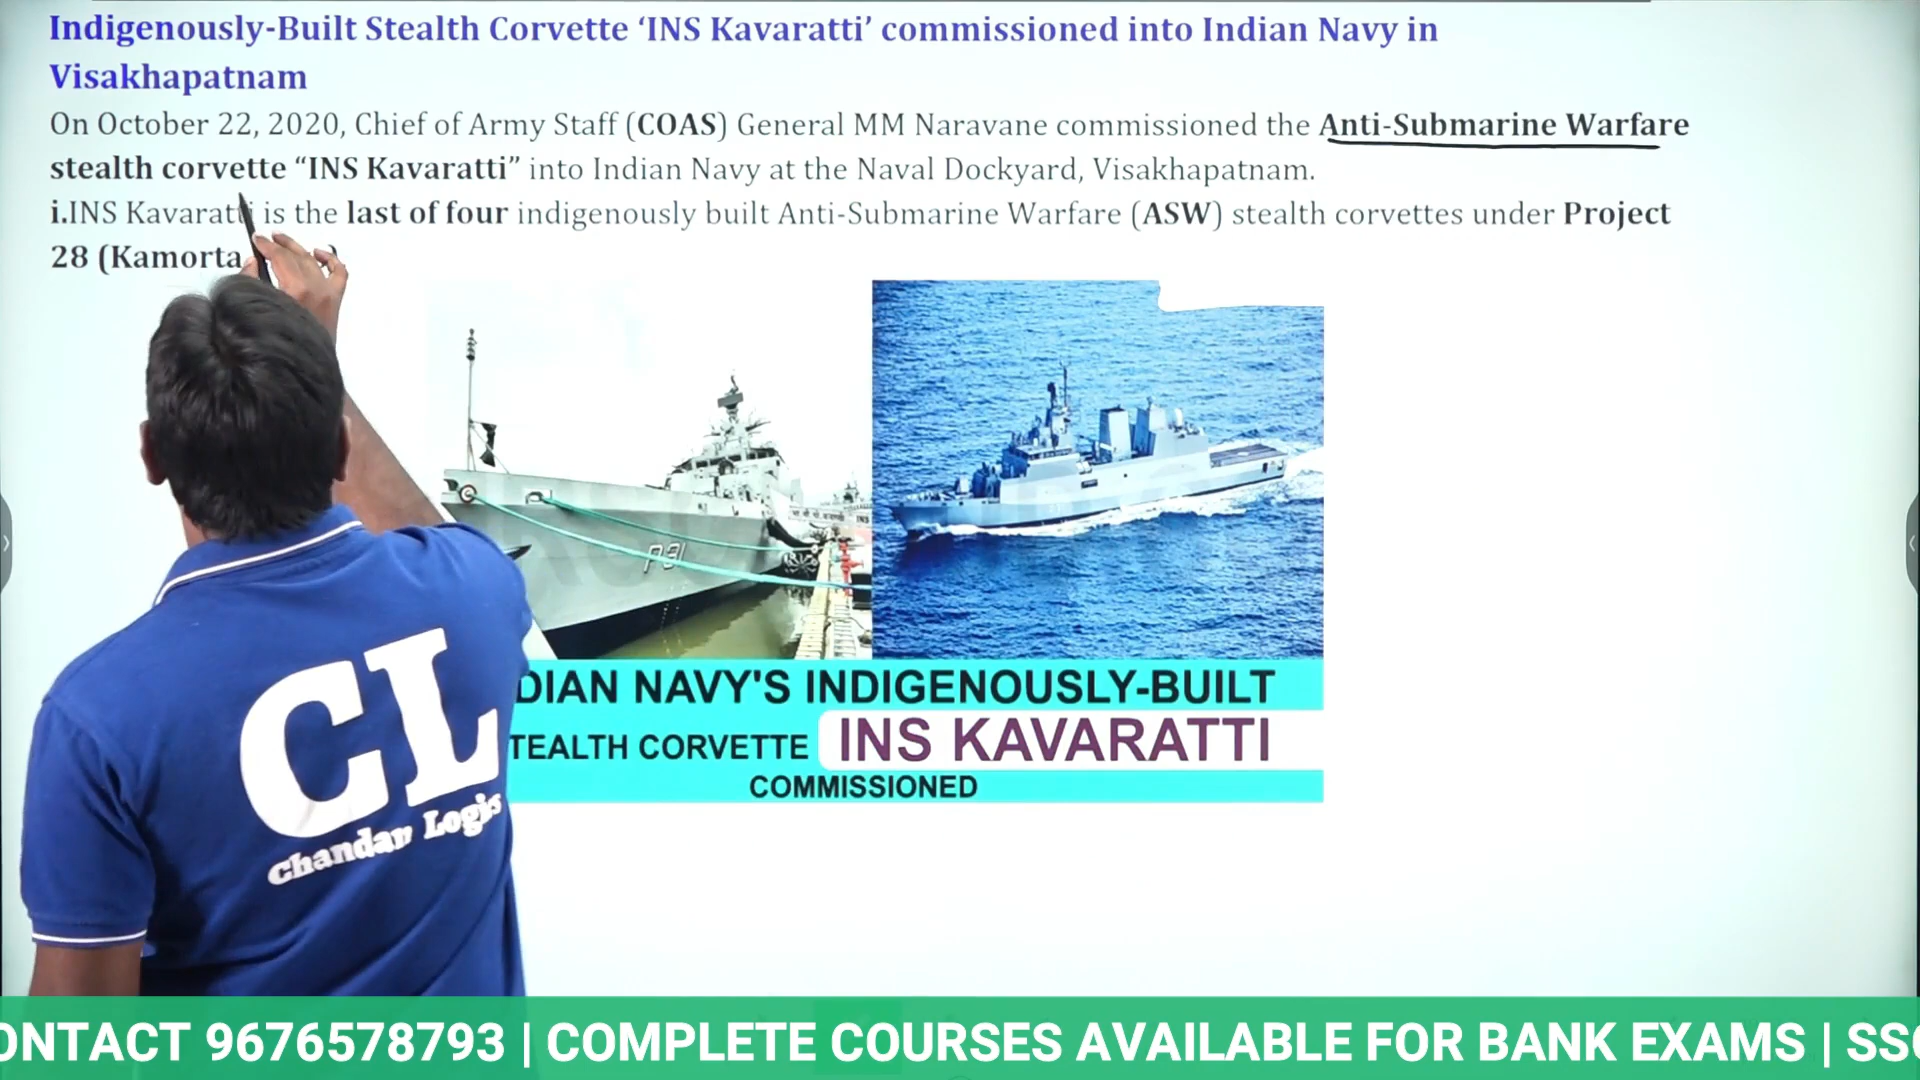 Indigenously-Built Stealth Corvette ‘INS Kavaratti’ commissioned into Indian Navy in
Visakhapatnam
On October 22, 2020, Chief of Army Staff (COAS) General MM Naravane commissioned the Anti-Submarine Warfare
stealth corvette “INS Kavaratti” into Indian Navy at the Naval Dockyard, Visakhapatnam.
i.INS Kavaratti is the last of four indigenously built Anti-Submarine Warfare (ASW) stealth corvettes under Project
28 (Kamorta )
P31
DIAN NAVY'S INDIGENOUSLY-BUILT
TEALTH CORVETTE INS KAVARATTI
COMMISSIONED
CL
Chandan Logics
ONTACT 9676578793 | COMPLETE COURSES AVAILABLE FOR BANK EXAMS | SSC